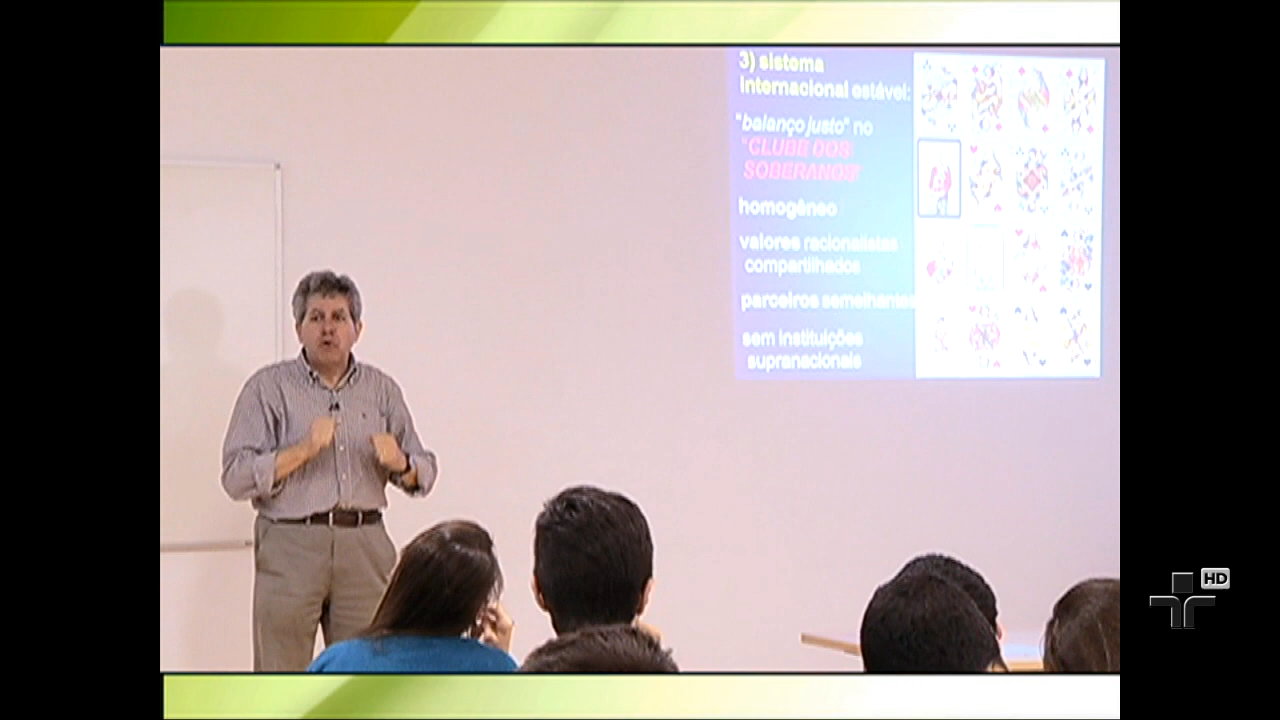 3) sistema
Internacional estável:
"balanço justo" no
"CLUBE DOS
SOBERANOS"
homogêneo
valores racionalistas
compartilhados
parceiros semelhantes
sem instituições
supranacionais
HD